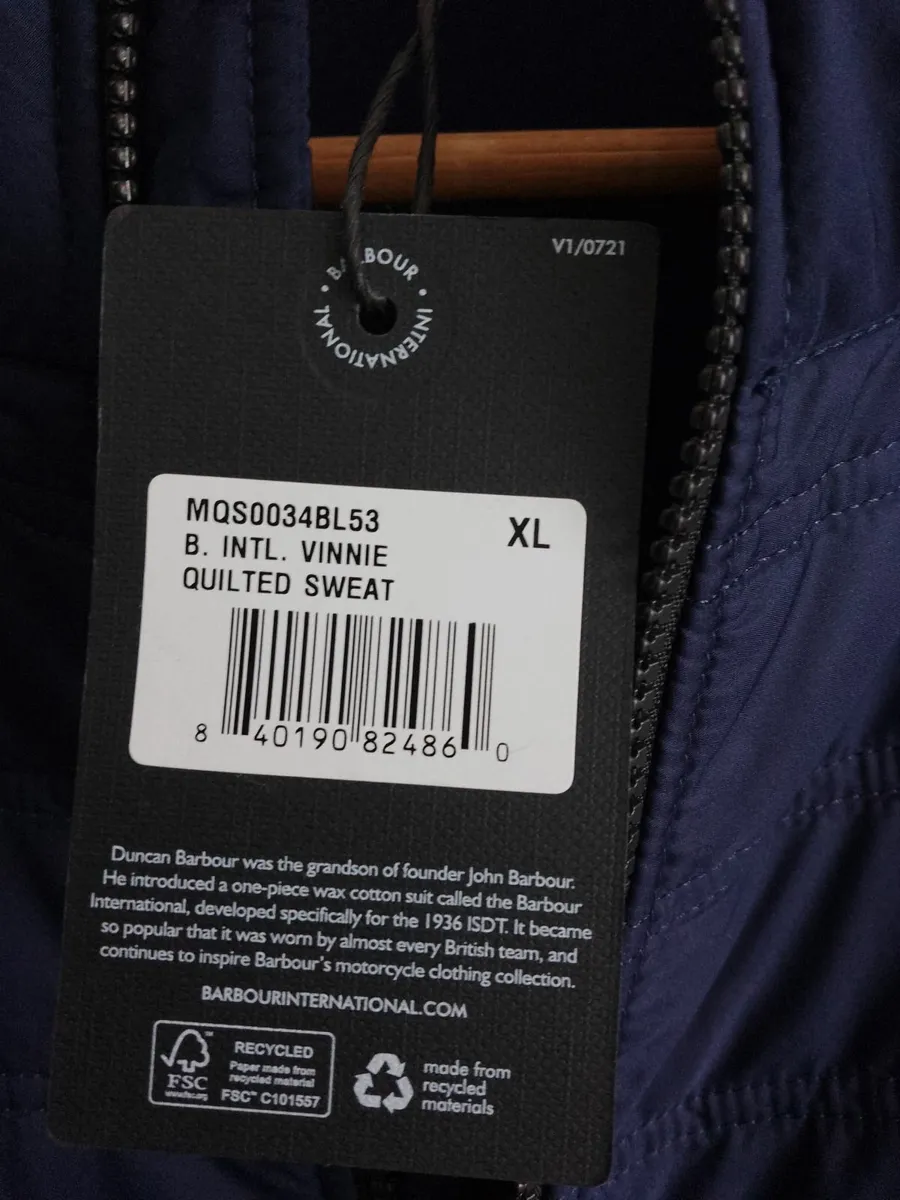 V1/0721
BARBOUR • INTERNATIONAL •
MQS0034BL53
XL
B. INTL. VINNIE
QUILTED SWEAT
8 40190 82486 0
Duncan Barbour was the grandson of founder John Barbour.
He introduced a one-piece wax cotton suit called the Barbour
International, developed specifically for the 1936 ISDT. It became
so popular that it was worn by almost every British team, and
continues to inspire Barbour's motorcycle clothing collection.
BARBOURINTERNATIONAL.COM
FSC
www.fsc.org
RECYCLED
Paper made from
recycled material
FSC™ C101557
made from
recycled
materials